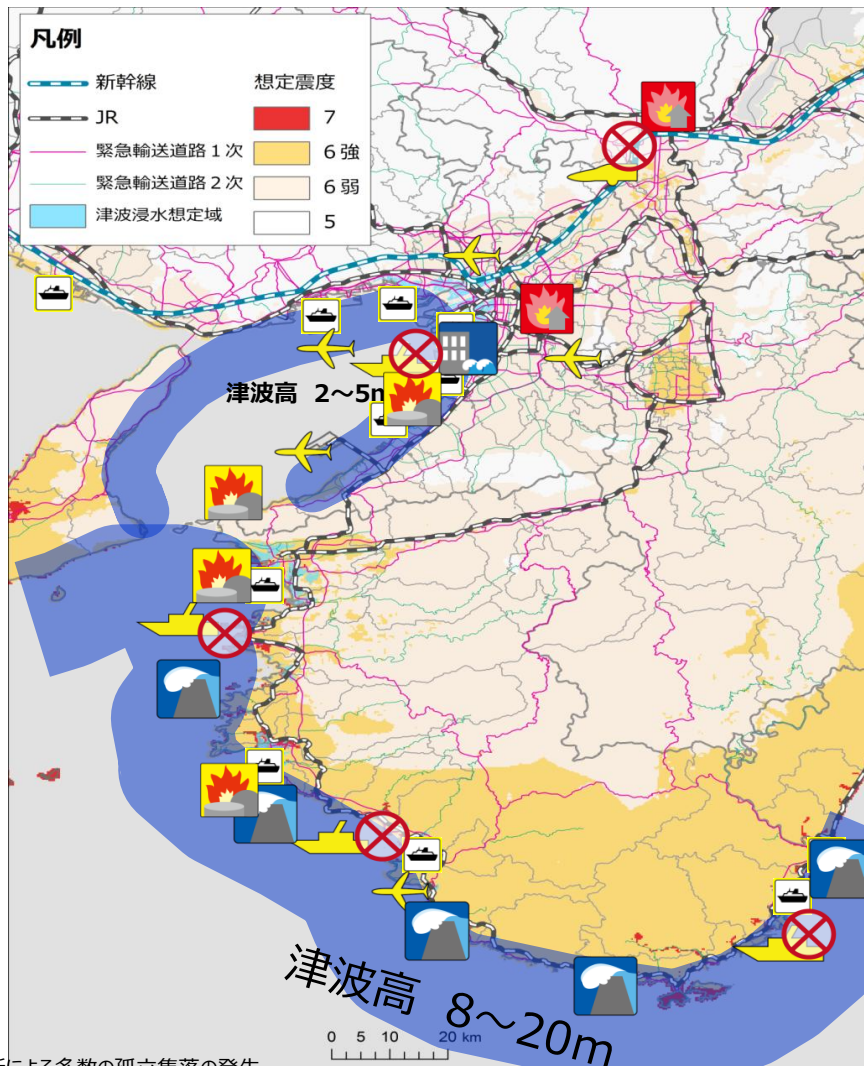 凡例
新幹線
JR
緊急輸送道路1次
緊急輸送道路2次
津波浸水想定域
想定震度
7
6強
6弱
5
津波高 2～5m
津波高 8～20m
0 5 10 20 km
による多数の孤立集落の発生